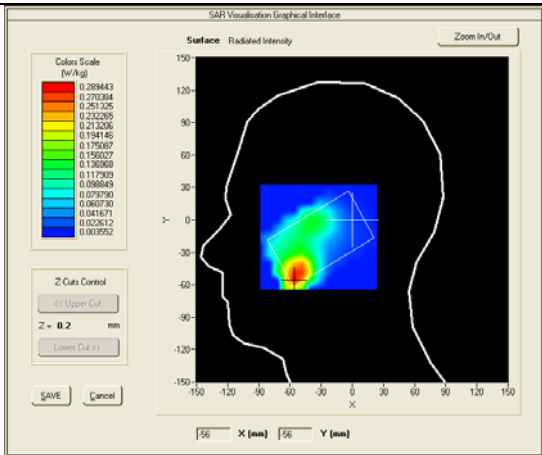 SAR Visualisation Graphical Interface
Surface Radiated Intensity
Zoom In/Out
Colors Scale
(W/kg)
0.289443
0.270384
0.251325
0.232265
0.213206
0.194146
0.175087
0.156027
0.136968
0.117909
0.098849
0.079790
0.060730
0.041671
0.022612
0.003552
Z Cuts Control
<< Upper Cut
Z = 0.2 mm
Lower Cut >>
SAVE Cancel
150-
120-
90-
60-
30-
0-
-30-
-60-
-90-
-120-
-150-
Y
-150 -120 -90 -60 -30 0 30 60 90 120 150
X
-56 X (mm) -56 Y (mm)